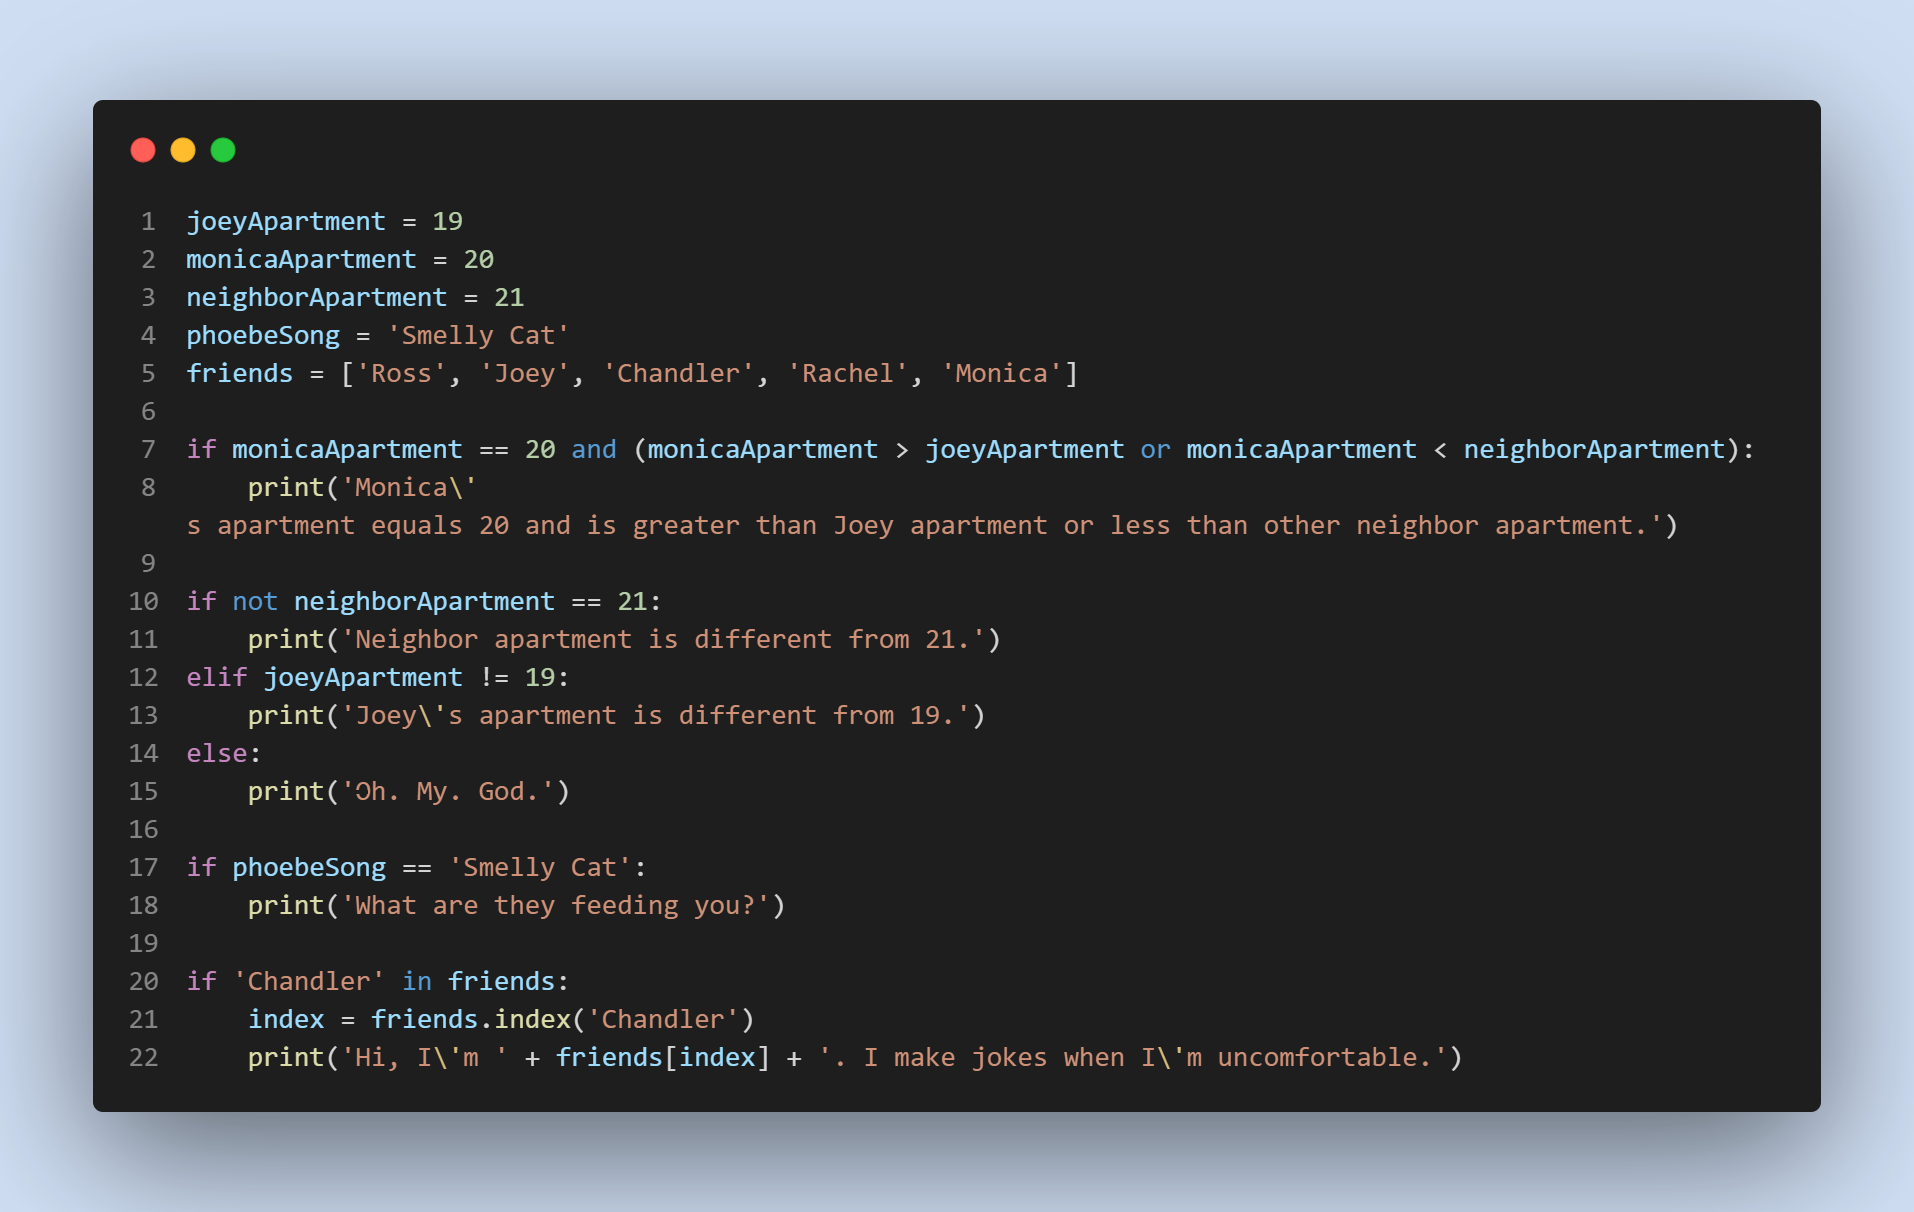 1 joeyApartment = 19
2 monicaApartment = 20
3 neighborApartment = 21
4 phoebeSong = 'Smelly Cat'
5 friends = ['Ross', 'Joey', 'Chandler', 'Rachel', 'Monica']
6
7 if monicaApartment == 20 and (monicaApartment > joeyApartment or monicaApartment < neighborApartment):
8     print('Monica\'
s apartment equals 20 and is greater than Joey apartment or less than other neighbor apartment.')
9
10 if not neighborApartment == 21:
11     print('Neighbor apartment is different from 21.')
12 elif joeyApartment != 19:
13     print('Joey\'s apartment is different from 19.')
14 else:
15     print('Oh. My. God.')
16
17 if phoebeSong == 'Smelly Cat':
18     print('What are they feeding you?')
19
20 if 'Chandler' in friends:
21     index = friends.index('Chandler')
22     print('Hi, I\'m ' + friends[index] + '. I make jokes when I\'m uncomfortable.')